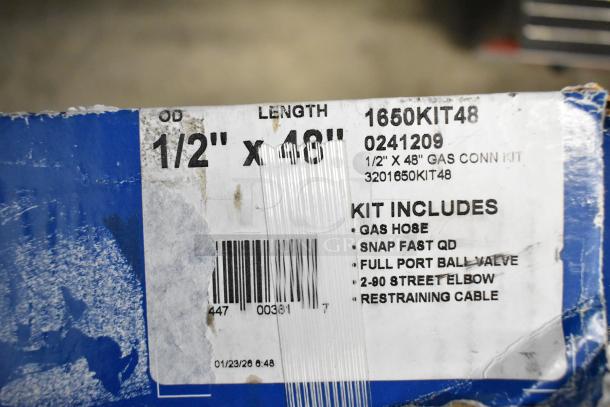 OD LENGTH
1/2" x 48"
1650KIT48
0241209
1/2" X 48" GAS CONN KIT
3201650KIT48
KIT INCLUDES
• GAS HOSE
• SNAP FAST QD
• FULL PORT BALL VALVE
• 2-90 STREET ELBOW
• RESTRAINING CABLE
447 00381 7
01/23/26 6:48